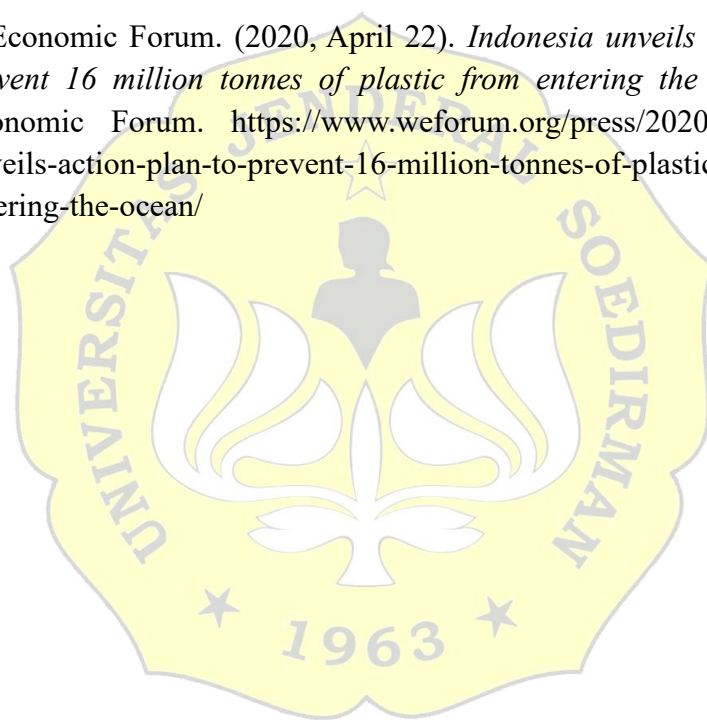 Economic Forum. (2020, April 22). Indonesia unveils
vent 16 million tonnes of plastic from entering the
onomic Forum. https://www.weforum.org/press/2020
veils-action-plan-to-prevent-16-million-tonnes-of-plastic
ering-the-ocean/
UNIVERSITAS JENDERAL SOEDIRMAN
1963